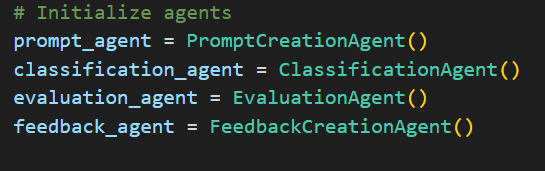 # Initialize agents
prompt_agent = PromptCreationAgent()
classification_agent = ClassificationAgent()
evaluation_agent = EvaluationAgent()
feedback_agent = FeedbackCreationAgent()